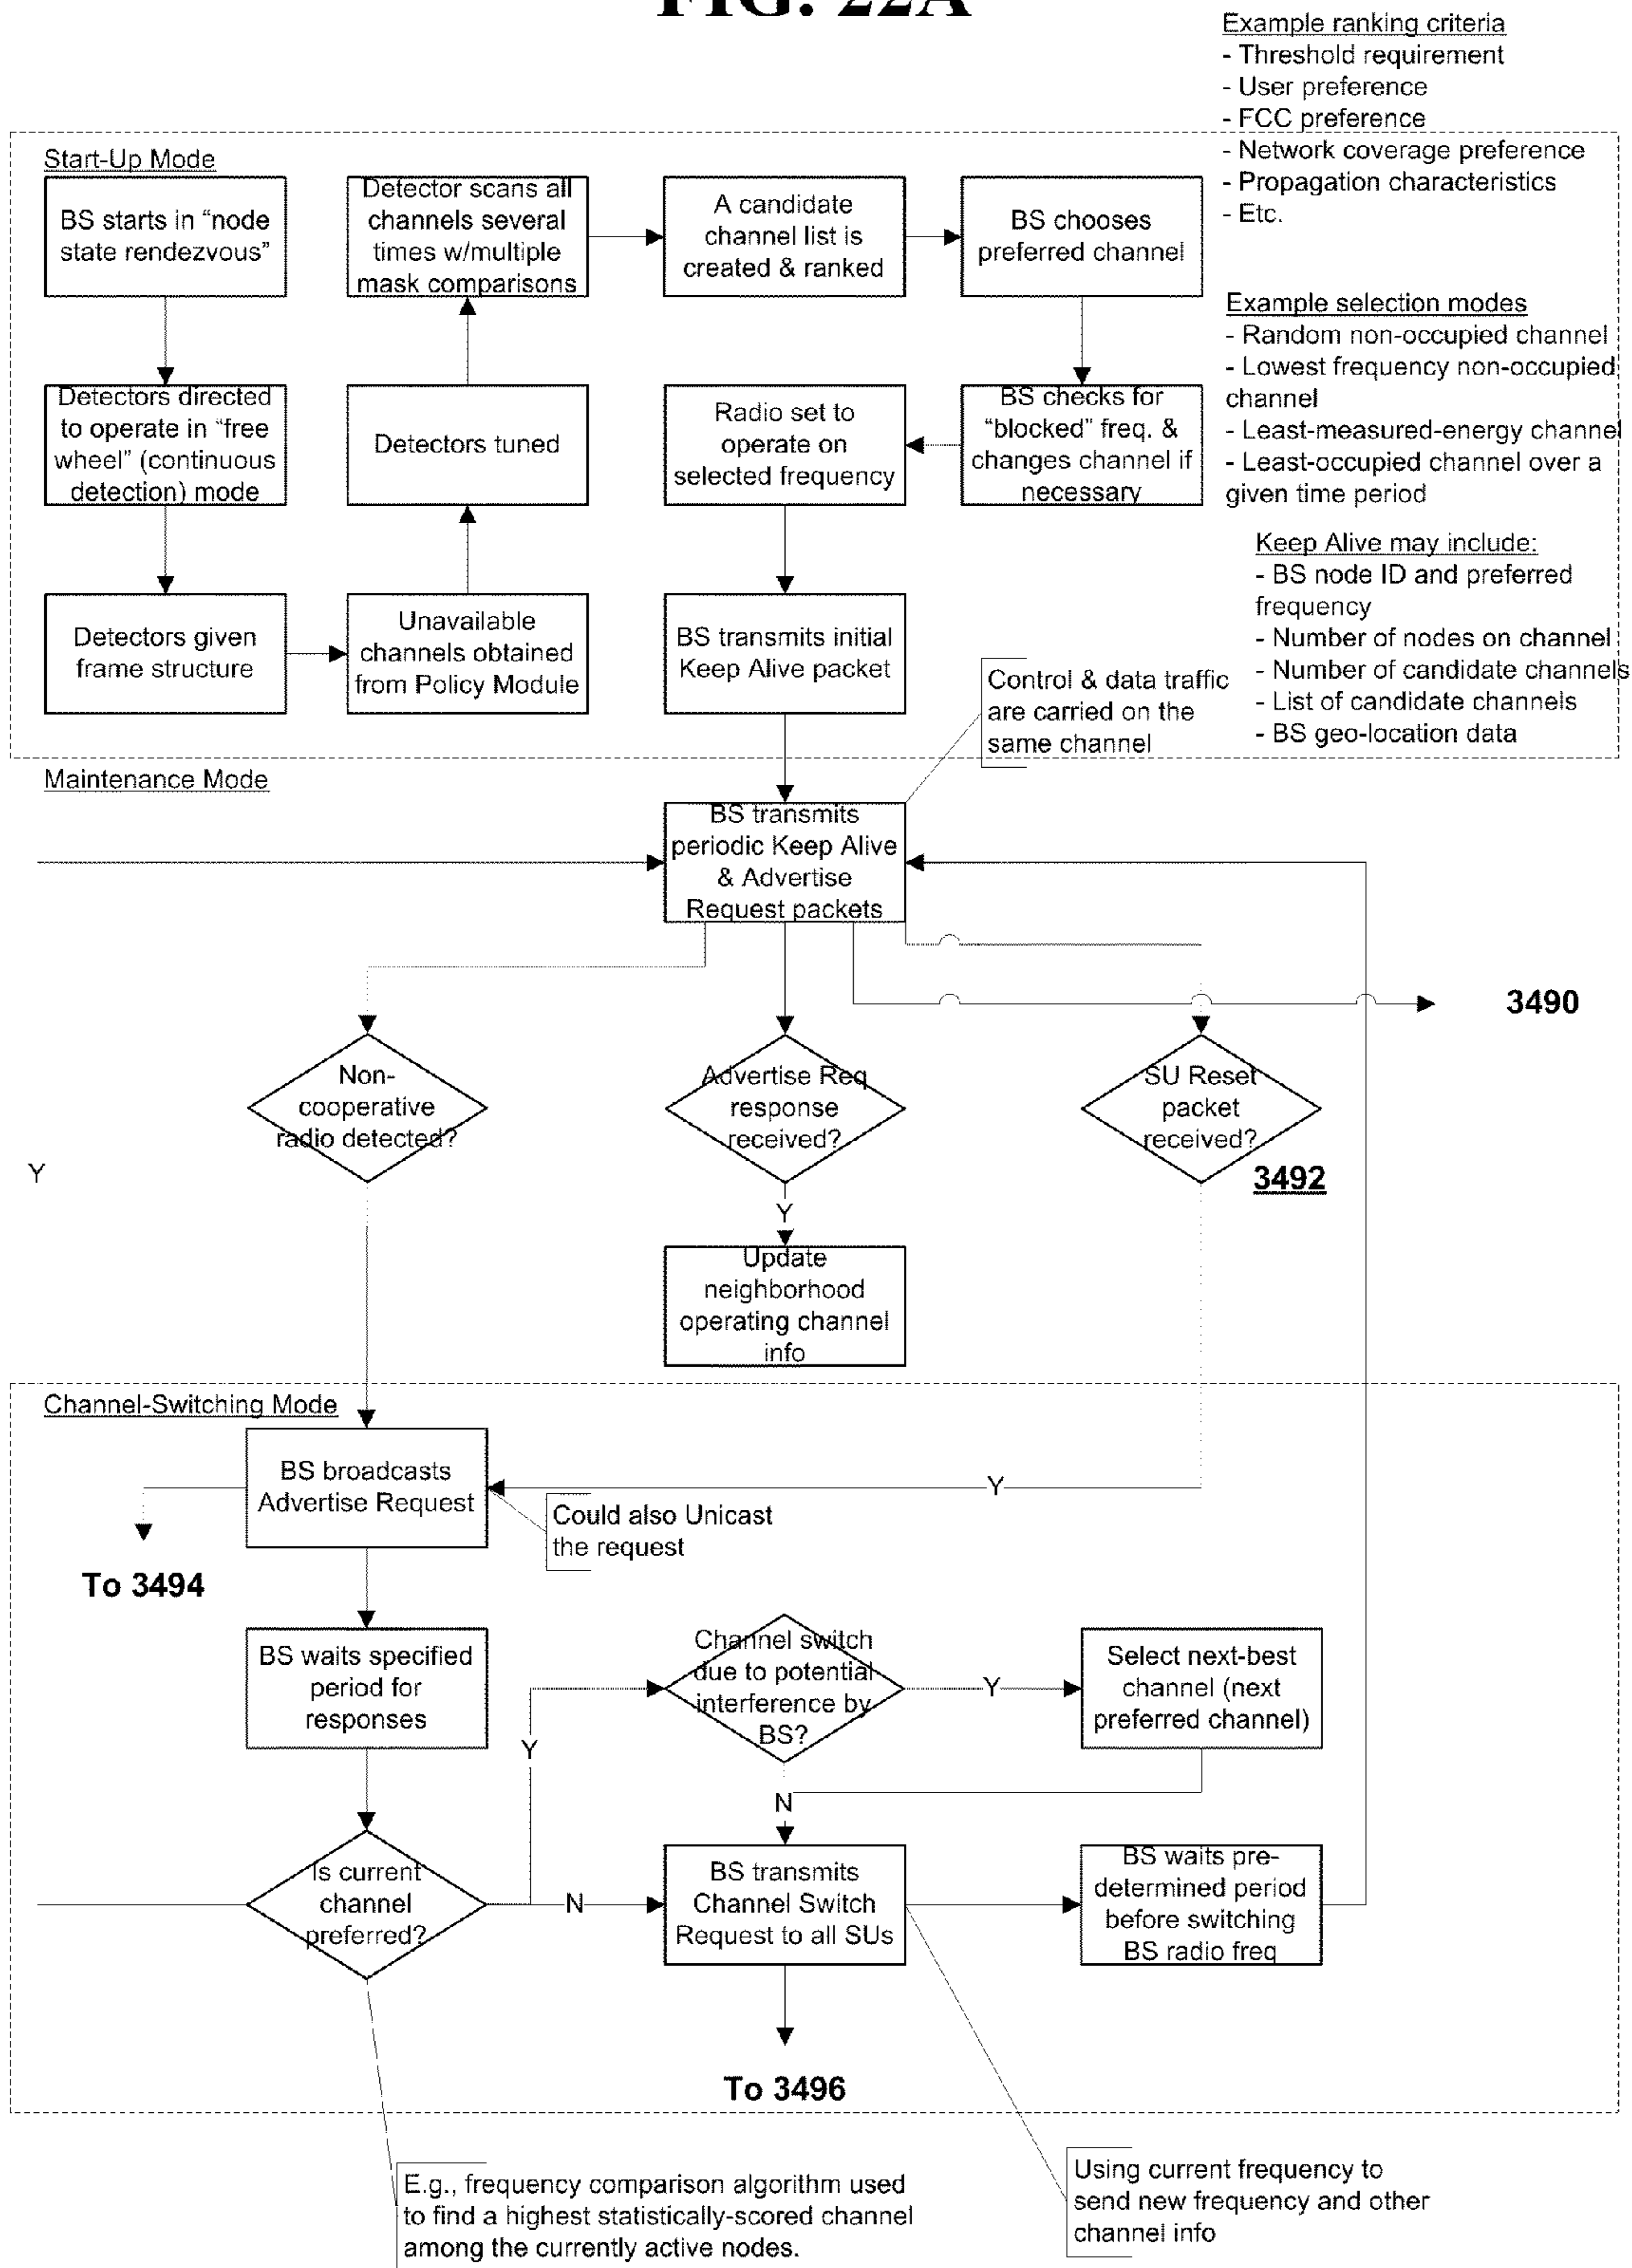 FIG. 22A
Example ranking criteria
- Threshold requirement
- User preference
- FCC preference
- Network coverage preference
- Propagation characteristics
- Etc.
Start-Up Mode
BS starts in “node
state rendezvous”
Detector scans all
channels several
times w/multiple
mask comparisons
A candidate
channel list is
created & ranked
BS chooses
preferred channel
Example selection modes
- Random non-occupied channel
- Lowest frequency non-occupied
channel
- Least-measured-energy channel
- Least-occupied channel over a
given time period
Detectors directed
to operate in “free
wheel” (continuous
detection) mode
Detectors tuned
Radio set to
operate on
selected frequency
BS checks for
“blocked” freq. &
changes channel if
necessary
Keep Alive may include:
- BS node ID and preferred
frequency
- Number of nodes on channel
- Number of candidate channels
- List of candidate channels
- BS geo-location data
Detectors given
frame structure
Unavailable
channels obtained
from Policy Module
BS transmits initial
Keep Alive packet
Control & data traffic
are carried on the
same channel
Maintenance Mode
BS transmits
periodic Keep Alive
& Advertise
Request packets
3490
Non-
cooperative
radio detected?
Advertise Req
response
received?
SU Reset
packet
received?
Y
3492
Y
Update
neighborhood
operating channel
info
Channel-Switching Mode
BS broadcasts
Advertise Request
Y
Could also Unicast
the request
To 3494
BS waits specified
period for
responses
Channel switch
due to potential
interference by
BS?
Y
Select next-best
channel (next
preferred channel)
Y
N
Is current
channel
preferred?
N
BS transmits
Channel Switch
Request to all SUs
BS waits pre-
determined period
before switching
BS radio freq
To 3496
E.g., frequency comparison algorithm used
to find a highest statistically-scored channel
among the currently active nodes.
Using current frequency to
send new frequency and other
channel info